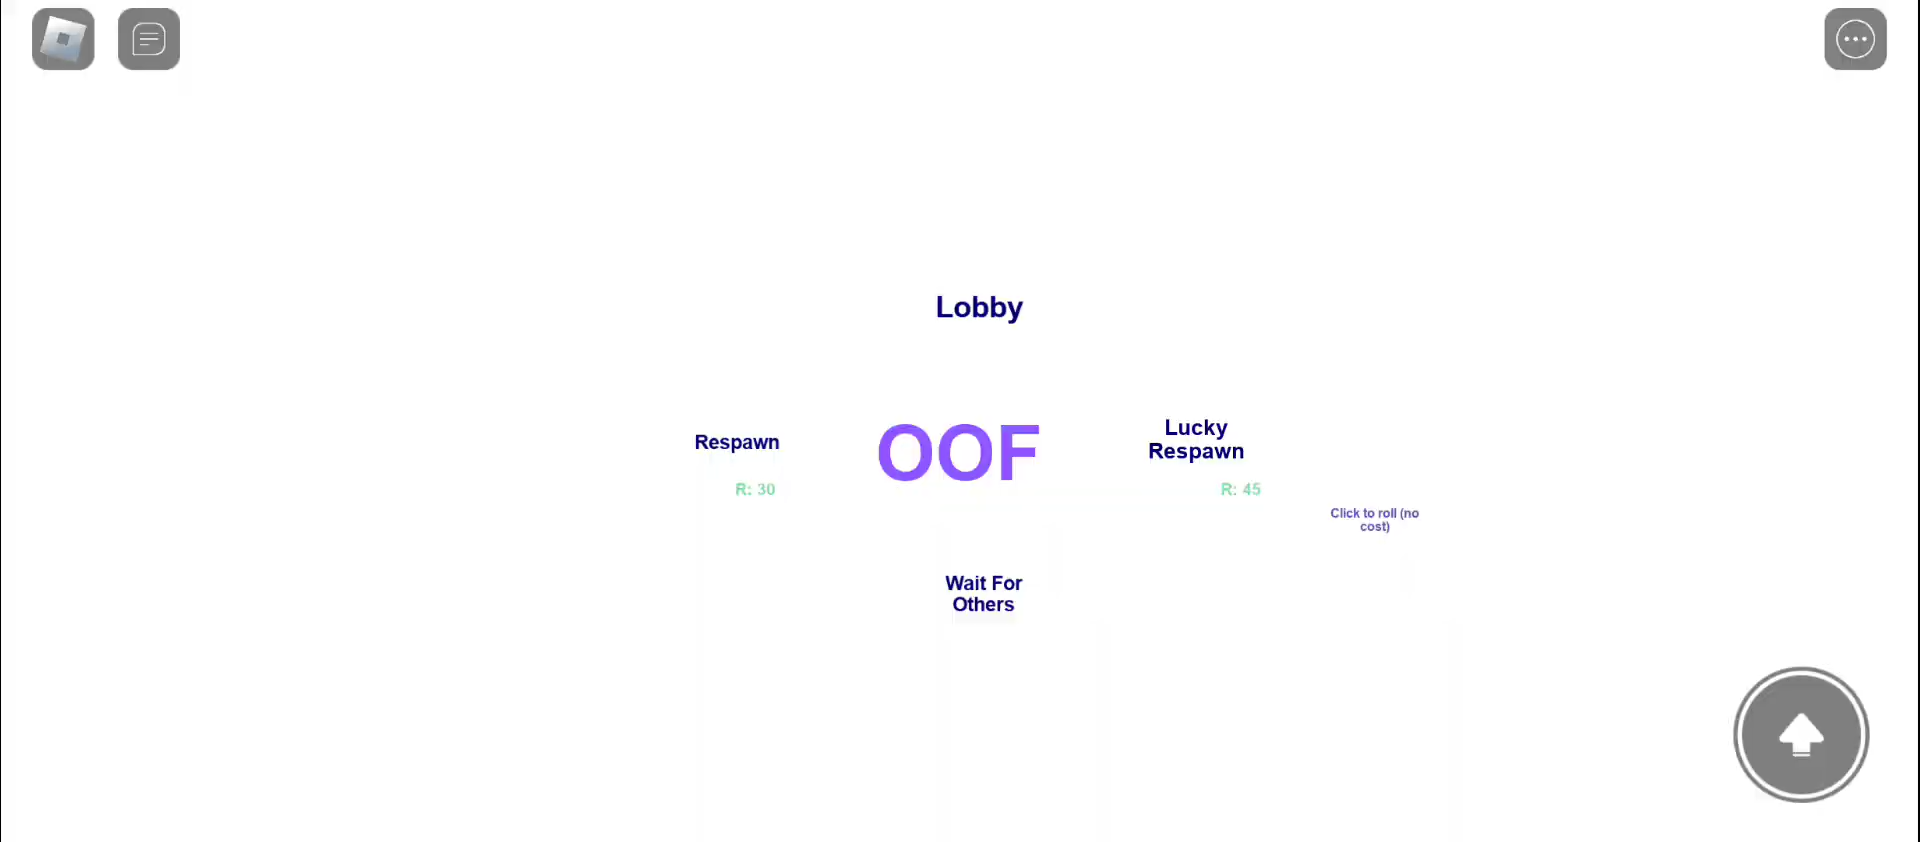 Lobby
Respawn
OOF
Lucky
Respawn
R: 30
R: 45
Click to roll (no
cost)
Wait For
Others